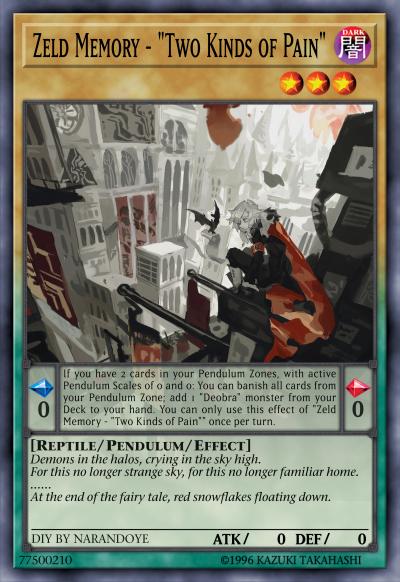 Zeld Memory - "Two Kinds of Pain"
DARK
闇
If you have 2 cards in your Pendulum Zones, with active
Pendulum Scales of 0 and 0: You can banish all cards from
your Pendulum Zone; add 1 "Deobra" monster from your
Deck to your hand. You can only use this effect of "Zeld
Memory - "Two Kinds of Pain"" once per turn.
0
0
[Reptile/Pendulum/Effect]
Demons in the halos, crying in the sky high.
For this no longer strange sky, for this no longer familiar home.
......
At the end of the fairy tale, red snowflakes floating down.
DIY BY NARANDOYE
ATK/ 0 DEF/ 0
77500210
©1996 KAZUKI TAKAHASHI